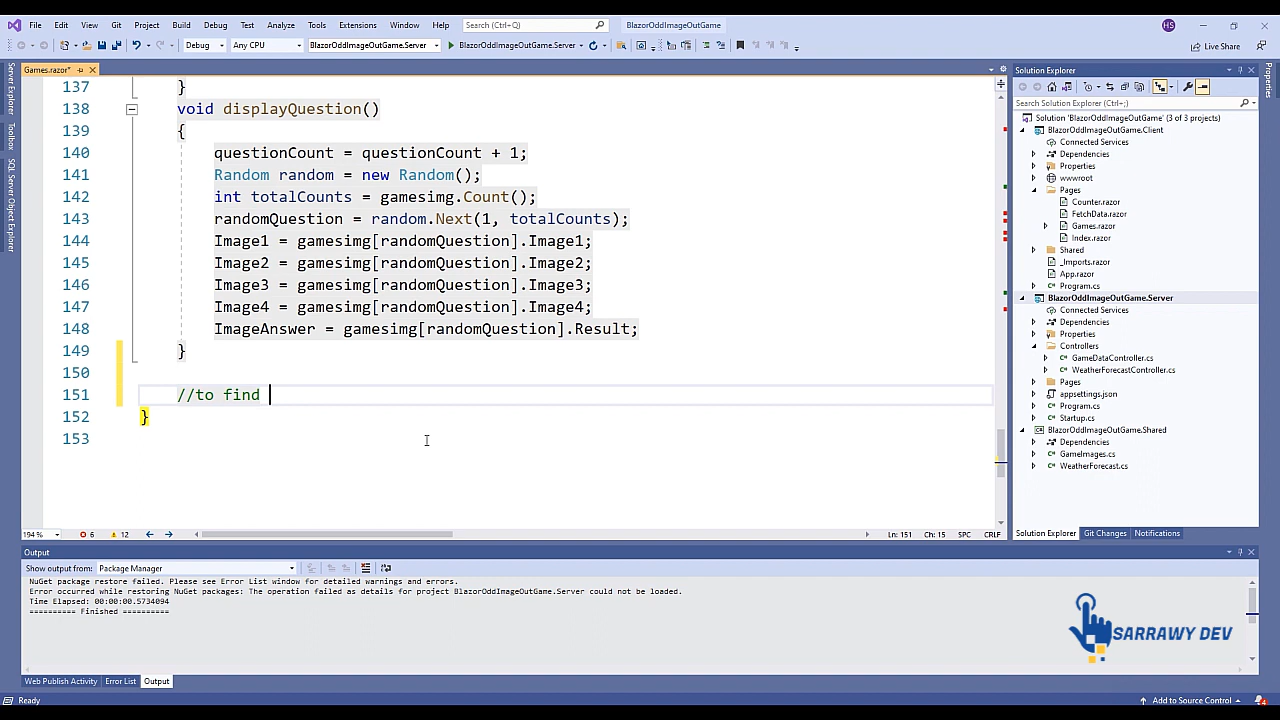 File Edit View Git Project Build Debug Test Analyze Tools Extensions Window Help Search (Ctrl+Q) BlazorOddImageOutGame HS
Debug Any CPU BlazorOddImageOutGame.Server BlazorOddImageOutGame.Server Live Share
Games.razor*
Server Explorer
Toolbox
SQL Server Object Explorer
137 }
138 void displayQuestion()
139 {
140 questionCount = questionCount + 1;
141 Random random = new Random();
142 int totalCounts = gamesimg.Count();
143 randomQuestion = random.Next(1, totalCounts);
144 Image1 = gamesimg[randomQuestion].Image1;
145 Image2 = gamesimg[randomQuestion].Image2;
146 Image3 = gamesimg[randomQuestion].Image3;
147 Image4 = gamesimg[randomQuestion].Image4;
148 ImageAnswer = gamesimg[randomQuestion].Result;
149 }
150
151 //to find
152 }
153
194 % 6 12 Ln: 151 Ch: 15 SPC CRLF
Solution Explorer
Search Solution Explorer (Ctrl+;)
Solution 'BlazorOddImageOutGame' (3 of 3 projects)
BlazorOddImageOutGame.Client
Connected Services
Dependencies
Properties
wwwroot
Pages
Counter.razor
FetchData.razor
Games.razor
Index.razor
Shared
_Imports.razor
App.razor
Program.cs
BlazorOddImageOutGame.Server
Connected Services
Dependencies
Properties
Controllers
GameDataController.cs
WeatherForecastController.cs
Pages
appsettings.json
Program.cs
Startup.cs
BlazorOddImageOutGame.Shared
Dependencies
GameImages.cs
WeatherForecast.cs
Solution Explorer Git Changes Notifications
Properties
Output
Show output from: Package Manager
NuGet package restore failed. Please see Error List window for detailed warnings and errors.
Error occurred while restoring NuGet packages: The operation failed as details for project BlazorOddImageOutGame.Server could not be loaded.
Time Elapsed: 00:00:00.5734094
========== Finished ==========
SARRAWY DEV
Web Publish Activity Error List Output
Ready Add to Source Control 4